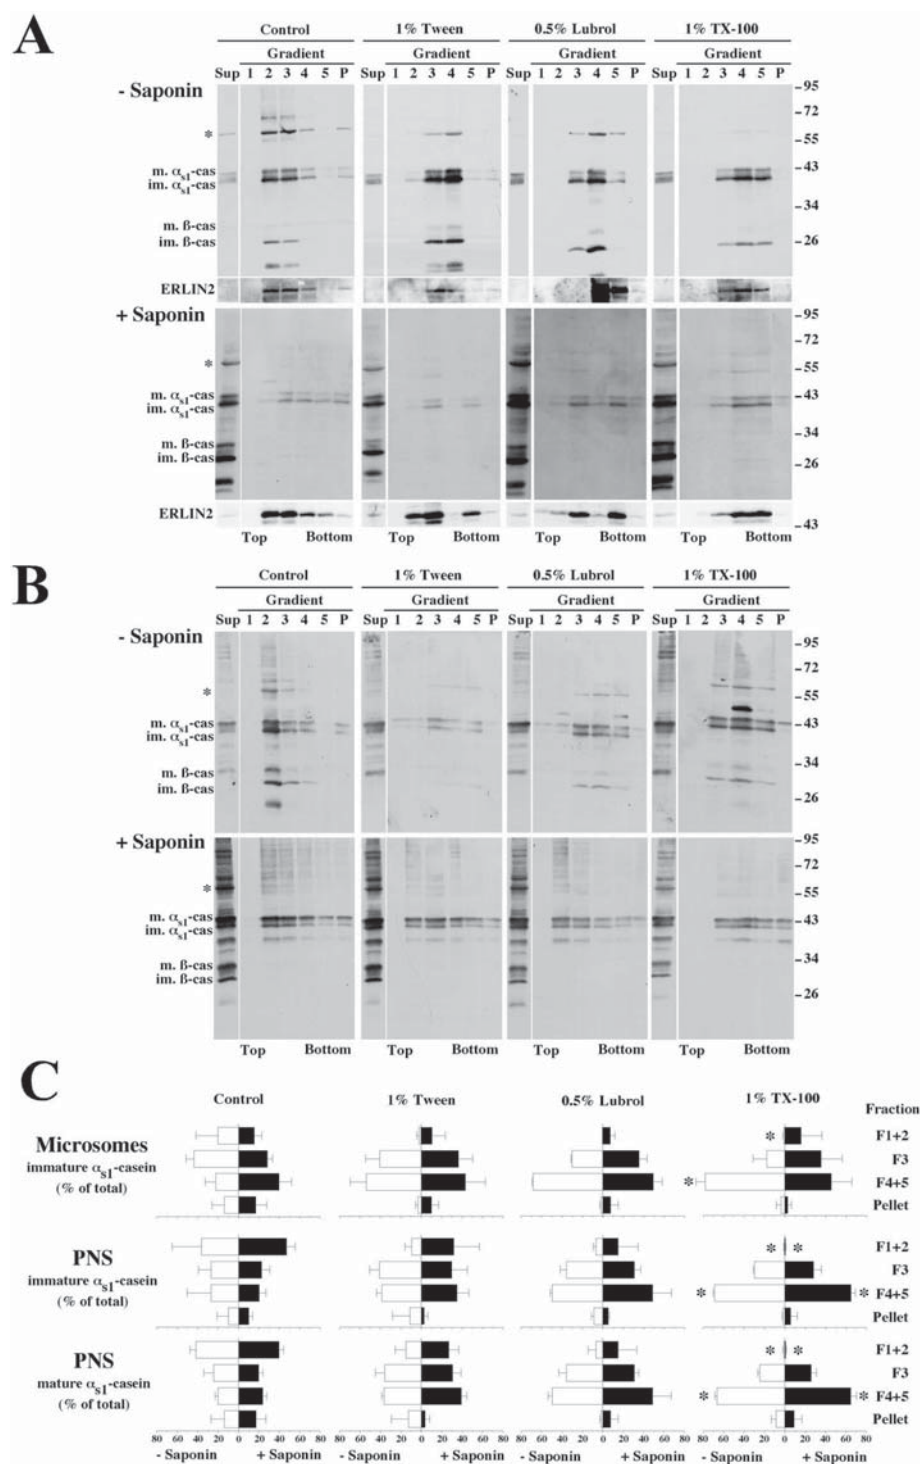 A
Control 1% Tween 0.5% Lubrol 1% TX-100
Gradient Gradient Gradient Gradient
Sup 1 2 3 4 5 P Sup 1 2 3 4 5 P Sup 1 2 3 4 5 P Sup 1 2 3 4 5 P
- Saponin
- 95
- 72
*
- 55
m. αs1-cas
- 43
im. αs1-cas
- 34
m. ß-cas
im. ß-cas
- 26
ERLIN2
+ Saponin
- 95
- 72
*
- 55
m. αs1-cas
- 43
im. αs1-cas
- 34
m. ß-cas
im. ß-cas
- 26
ERLIN2
- 43
Top Bottom Top Bottom Top Bottom Top Bottom
B
Control 1% Tween 0.5% Lubrol 1% TX-100
Gradient Gradient Gradient Gradient
Sup 1 2 3 4 5 P Sup 1 2 3 4 5 P Sup 1 2 3 4 5 P Sup 1 2 3 4 5 P
- Saponin
- 95
- 72
*
- 55
m. αs1-cas
- 43
im. αs1-cas
- 34
m. ß-cas
im. ß-cas
- 26
+ Saponin
- 95
- 72
*
- 55
m. αs1-cas
- 43
im. αs1-cas
- 34
m. ß-cas
im. ß-cas
- 26
Top Bottom Top Bottom Top Bottom Top Bottom
C
Control 1% Tween 0.5% Lubrol 1% TX-100
Fraction
Microsomes
immature αs1-casein
(% of total)
* F1+2
F3
* F4+5
Pellet
PNS
immature αs1-casein
(% of total)
* * F1+2
F3
* * F4+5
Pellet
PNS
mature αs1-casein
(% of total)
* * F1+2
F3
* * F4+5
Pellet
80 60 40 20 0 20 40 60 80 60 40 20 0 20 40 60 80 60 40 20 0 20 40 60 80 60 40 20 0 20 40 60 80
- Saponin + Saponin - Saponin + Saponin - Saponin + Saponin - Saponin + Saponin